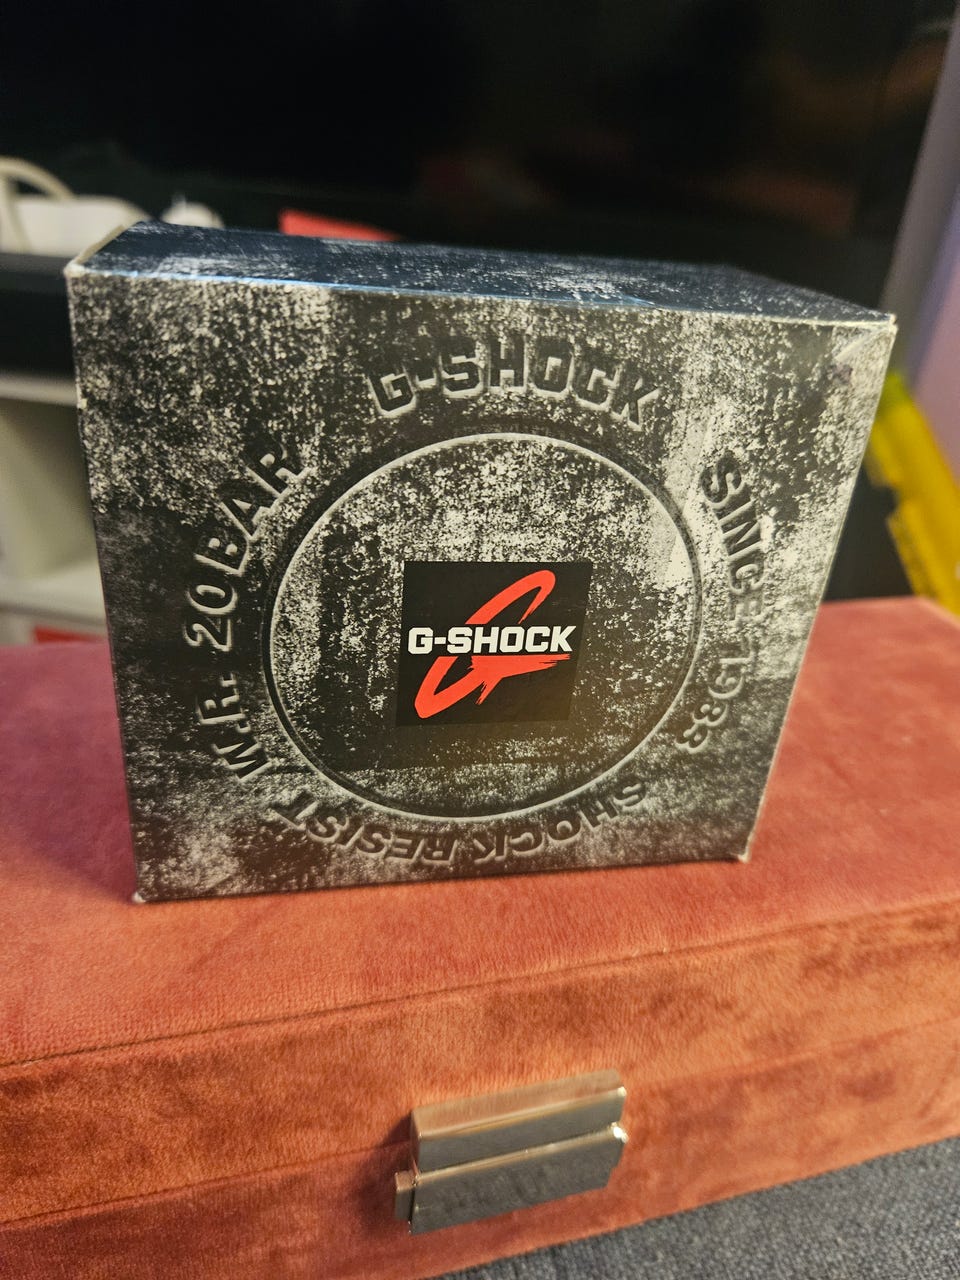 G-SHOCK
SINCE 1983
SHOCK RESIST
W.R. 20BAR
G-SHOCK